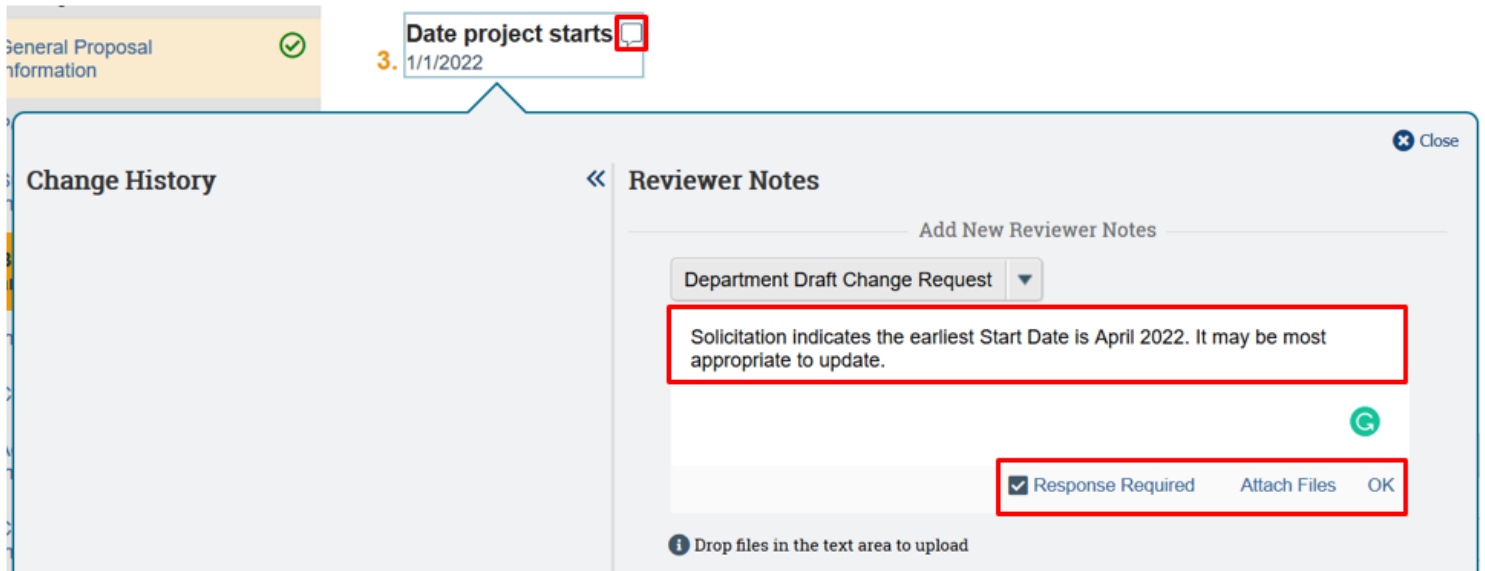 General Proposal
Information
Date project starts
3. 1/1/2022
Close
Change History
Reviewer Notes
Add New Reviewer Notes
Department Draft Change Request
Solicitation indicates the earliest Start Date is April 2022. It may be most
appropriate to update.
Response Required Attach Files OK
Drop files in the text area to upload